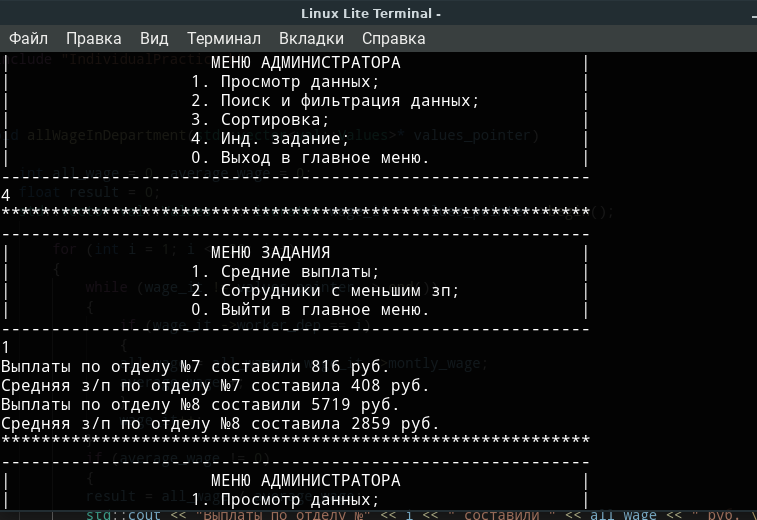 Linux Lite Terminal -
Файл Правка Вид Терминал Вкладки Справка
| МЕНЮ АДМИНИСТРАТОРА |
| 1. Просмотр данных; |
| 2. Поиск и фильтрация данных; |
| 3. Сортировка; |
| 4. Инд. задание; |
| 0. Выход в главное меню. |
-----------------------------------------------------------
4
***********************************************************
-----------------------------------------------------------
| МЕНЮ ЗАДАНИЯ |
| 1. Средние выплаты; |
| 2. Сотрудники с меньшим зп; |
| 0. Выйти в главное меню. |
-----------------------------------------------------------
1
Выплаты по отделу №7 составили 816 руб.
Средняя з/п по отделу №7 составила 408 руб.
Выплаты по отделу №8 составили 5719 руб.
Средняя з/п по отделу №8 составила 2859 руб.
***********************************************************
-----------------------------------------------------------
| МЕНЮ АДМИНИСТРАТОРА |
| 1. Просмотр данных; |
std::cout << "Выплаты по отделу №" << i << " составили " << all_wage << " руб.